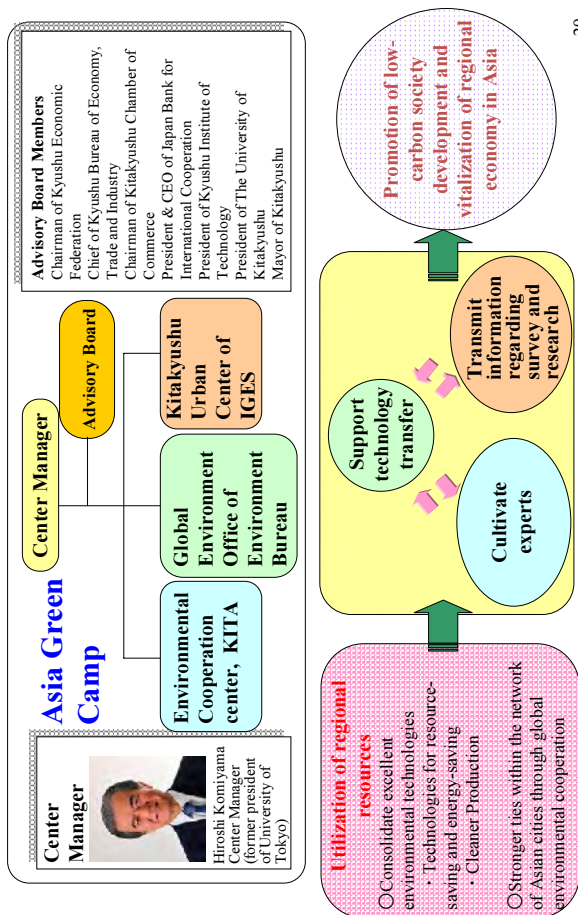 Center
Manager
Hiroshi Komiyama
Center Manager
(former president
of University of
Tokyo)
Asia Green
Camp
Center Manager
Advisory Board
Environmental
Cooperation
center, KITA
Global
Environment
Office of
Environment
Bureau
Kitakyushu
Urban
Center of
IGES
Advisory Board Members
Chairman of Kyushu Economic
Federation
Chief of Kyushu Bureau of Economy,
Trade and Industry
Chairman of Kitakyushu Chamber of
Commerce
President & CEO of Japan Bank for
International Cooperation
President of Kyushu Institute of
Technology
President of The University of
Kitakyushu
Mayor of Kitakyushu
Utilization of regional
resources
○Consolidate excellent
environmental technologies
・Technologies for resource-
saving and energy-saving
・Cleaner Production
○Stronger ties within the network
of Asian cities through global
environmental cooperation
Support
technology
transfer
Cultivate
experts
Transmit
information
regarding
survey and
research
Promotion of low-
carbon society
development and
vitalization of regional
economy in Asia